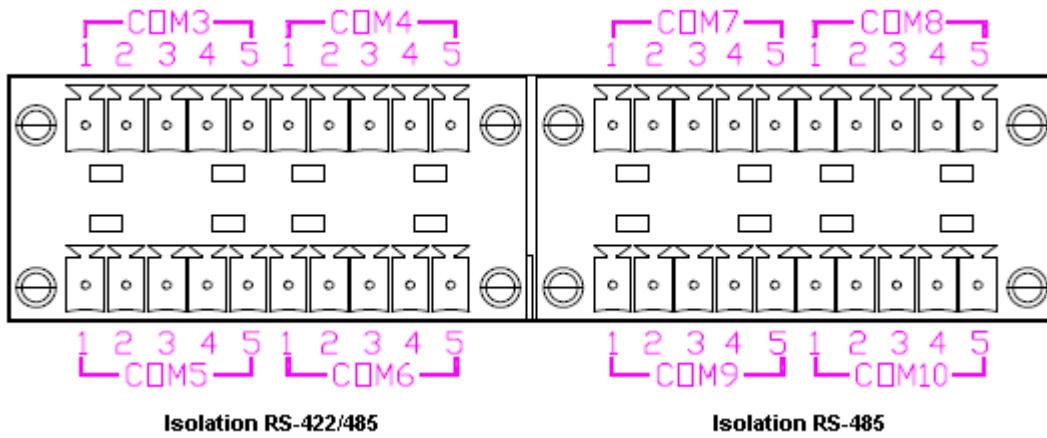 COM3 COM4 COM7 COM8
1 2 3 4 5 1 2 3 4 5 1 2 3 4 5 1 2 3 4 5
1 2 3 4 5 1 2 3 4 5 1 2 3 4 5 1 2 3 4 5
COM5 COM6 COM9 COM10
Isolation RS-422/485 Isolation RS-485